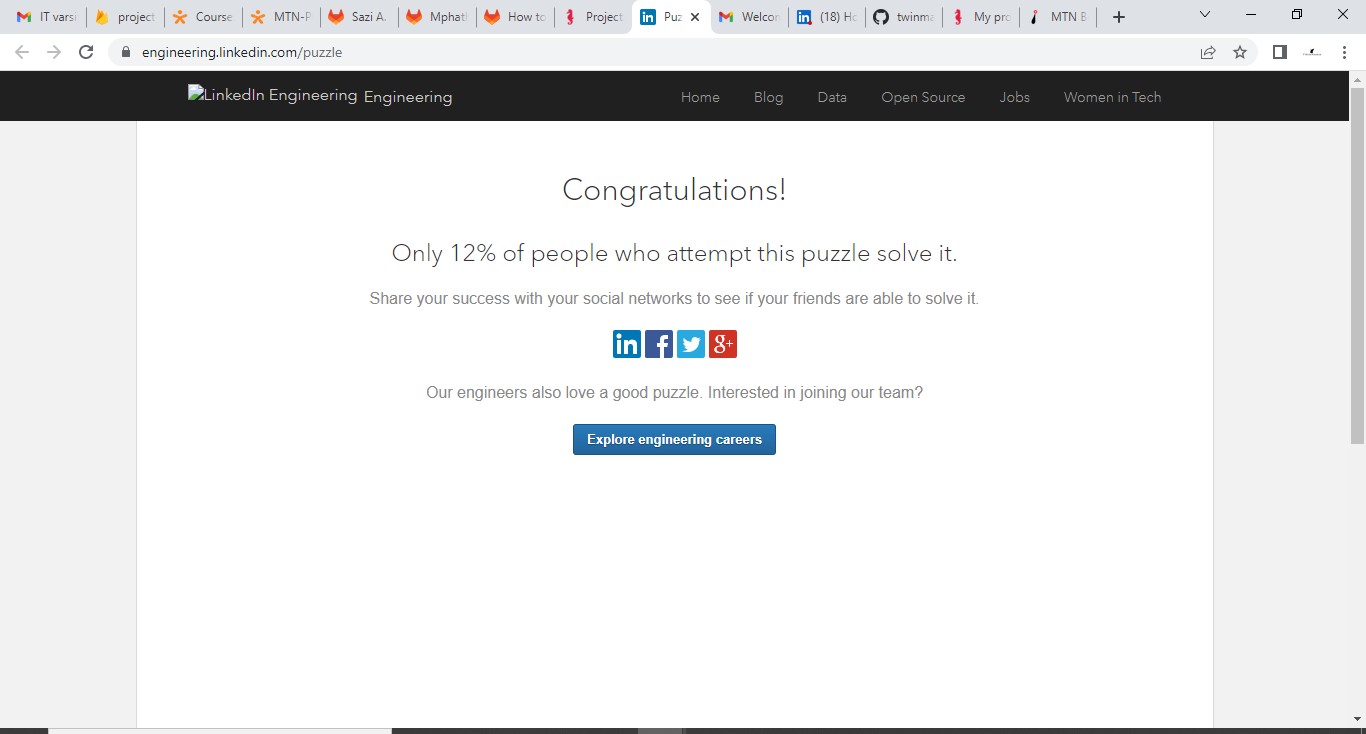 IT varsi
project
Course
MTN-P
Sazi A.
Mphatl
How to
Project
Puz
Welcon
(18) Ho
twinma
My pro
MTN B
engineering.linkedin.com/puzzle
LinkedIn Engineering Engineering Home Blog Data Open Source Jobs Women in Tech
Congratulations!
Only 12% of people who attempt this puzzle solve it.
Share your success with your social networks to see if your friends are able to solve it.
in f g+
Our engineers also love a good puzzle. Interested in joining our team?
Explore engineering careers